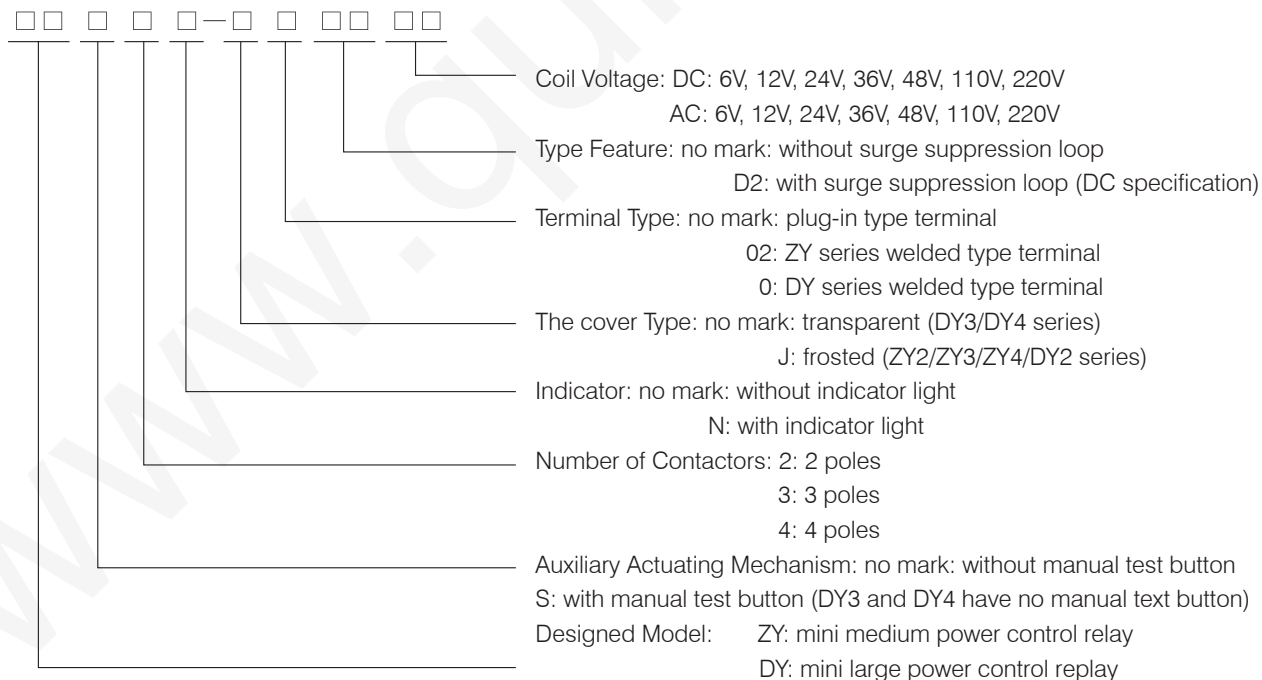 □□ □ □ □—□ □ □□ □□
Coil Voltage: DC: 6V, 12V, 24V, 36V, 48V, 110V, 220V
AC: 6V, 12V, 24V, 36V, 48V, 110V, 220V
Type Feature: no mark: without surge suppression loop
D2: with surge suppression loop (DC specification)
Terminal Type: no mark: plug-in type terminal
02: ZY series welded type terminal
0: DY series welded type terminal
The cover Type: no mark: transparent (DY3/DY4 series)
J: frosted (ZY2/ZY3/ZY4/DY2 series)
Indicator: no mark: without indicator light
N: with indicator light
Number of Contactors: 2: 2 poles
3: 3 poles
4: 4 poles
Auxiliary Actuating Mechanism: no mark: without manual test button
S: with manual test button (DY3 and DY4 have no manual text button)
Designed Model: ZY: mini medium power control relay
DY: mini large power control replay